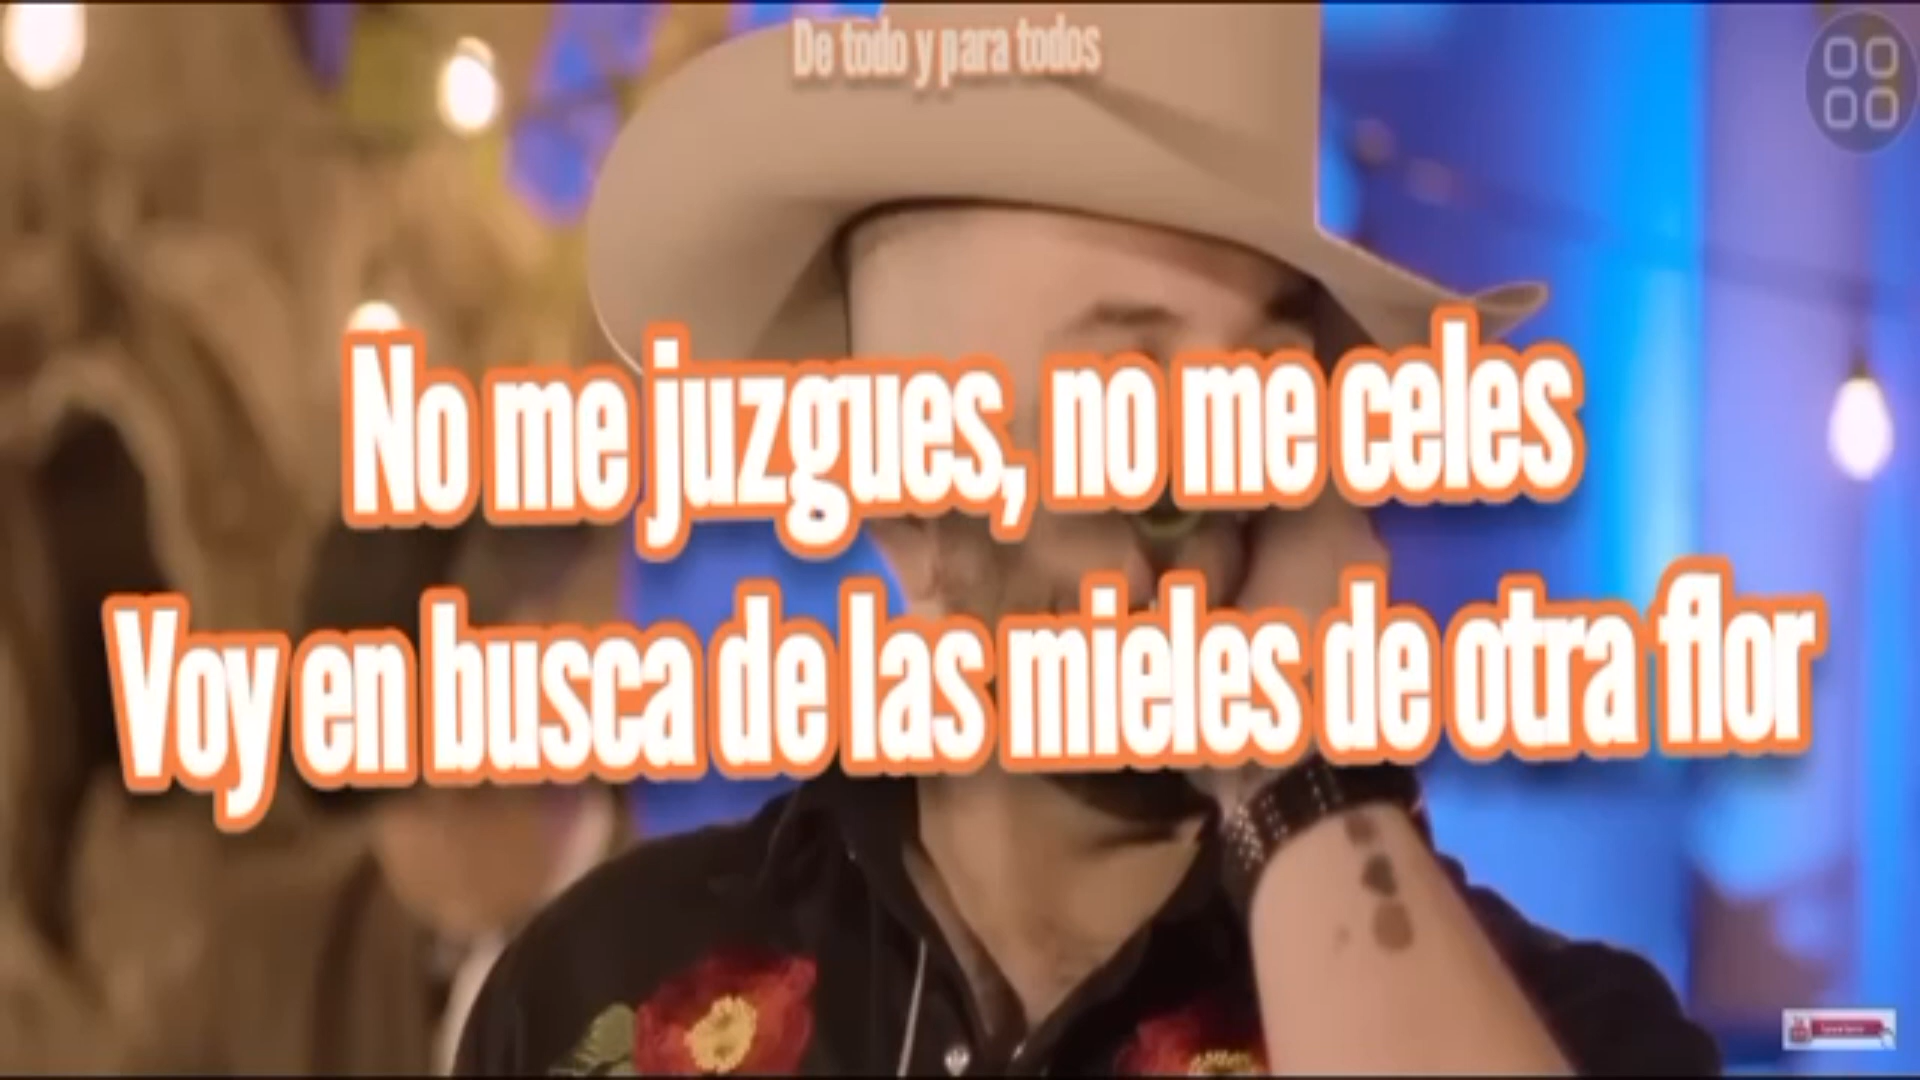 De todo y para todos
No me juzgues, no me celes
Voy en busca de las mieles de otra flor